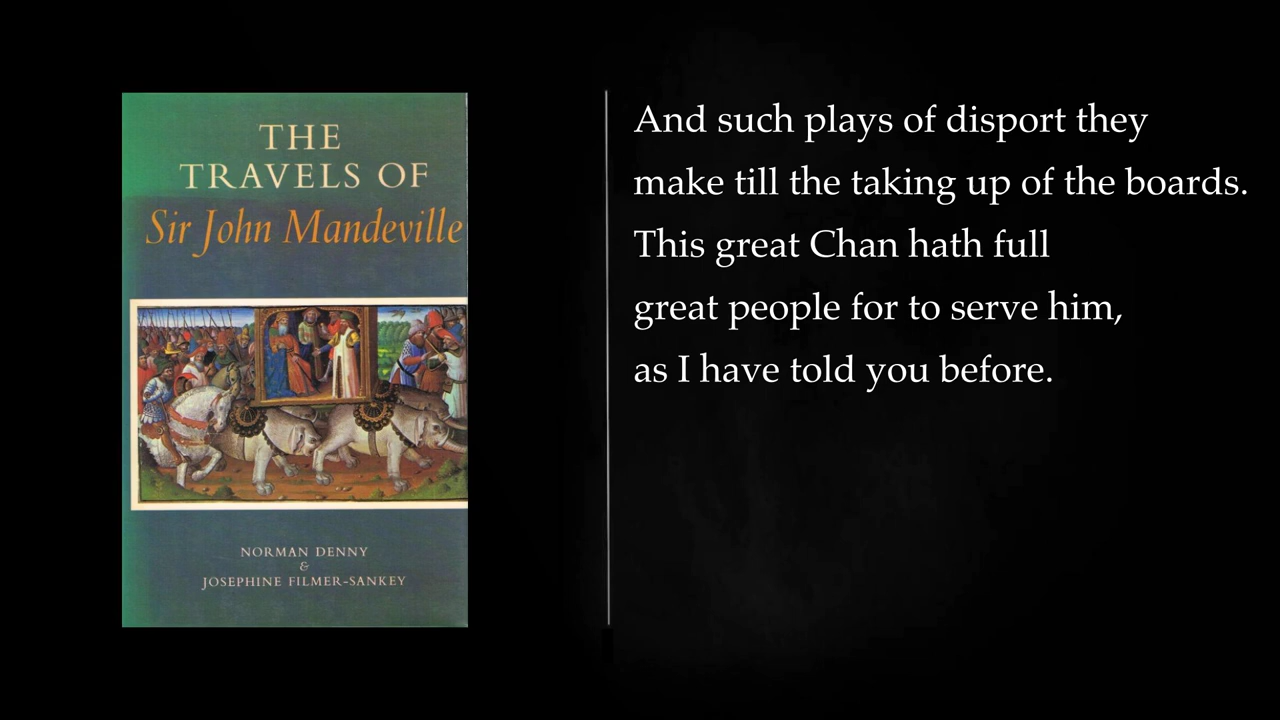 THE
TRAVELS OF
Sir John Mandeville
NORMAN DENNY
&
JOSEPHINE FILMER-SANKEY
And such plays of disport they
make till the taking up of the boards.
This great Chan hath full
great people for to serve him,
as I have told you before.